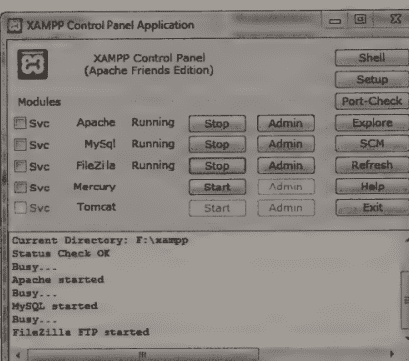 XAMPP Control Panel Application
XAMPP Control Panel
(Apache Friends Edition)
Shell
Setup
Modules
Port-Check
Svc Apache Running Stop Admin Explore
Svc MySql Running Stop Admin SCM
Svc FileZilla Running Stop Admin Refresh
Svc Mercury Start Admin Help
Svc Tomcat Start Admin Exit
Current Directory: F:\xampp
Status Check OK
Busy...
Apache started
Busy...
MySQL started
Busy...
FileZilla FTP started